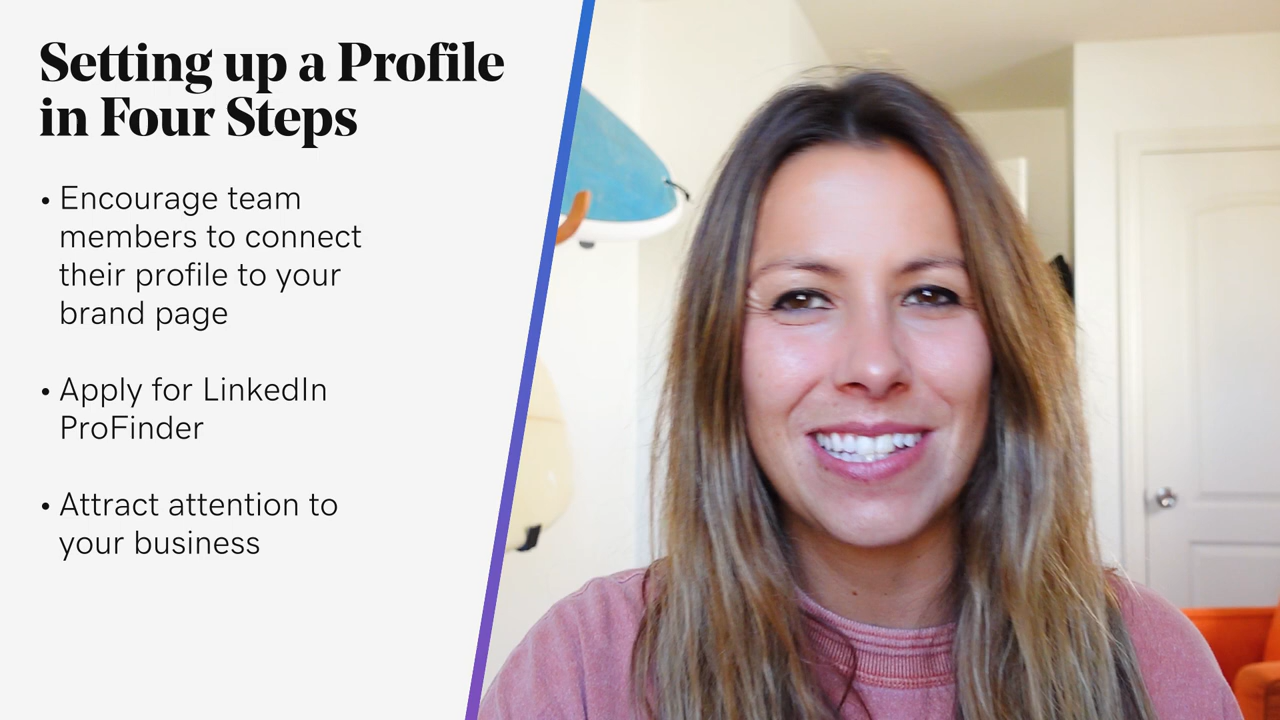 Setting up a Profile
in Four Steps
• Encourage team
members to connect
their profile to your
brand page
• Apply for LinkedIn
ProFinder
• Attract attention to
your business